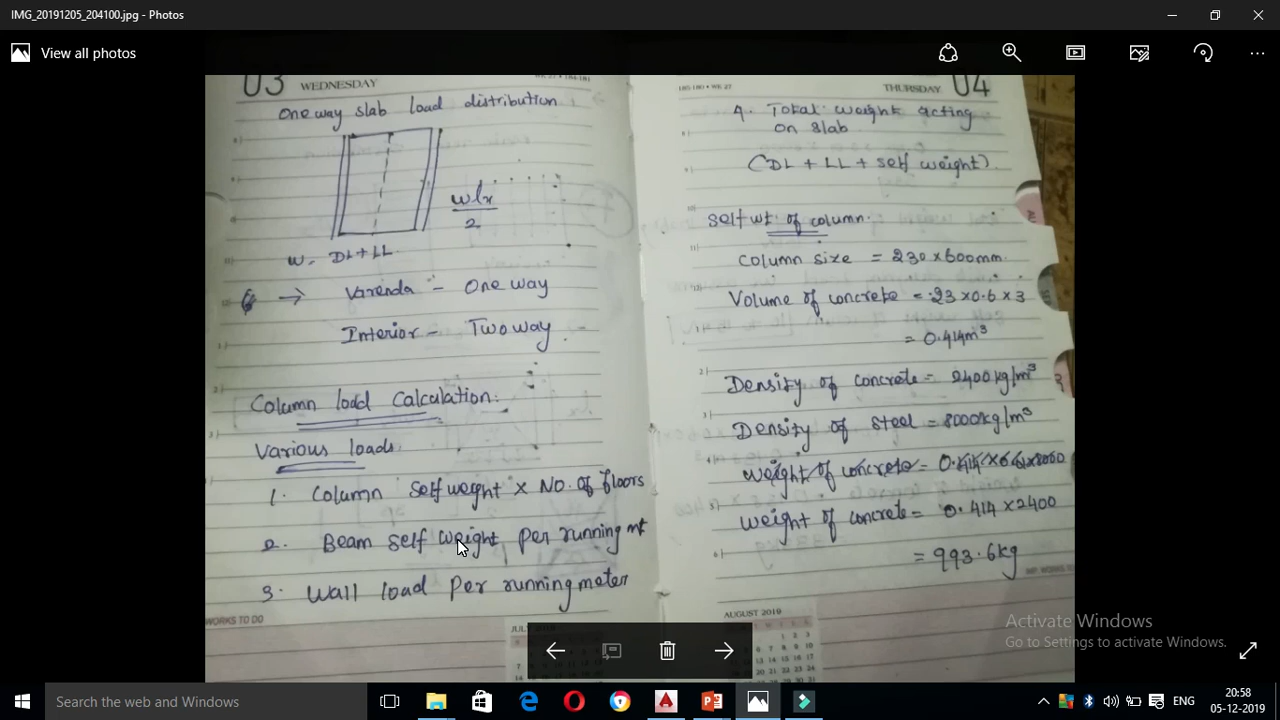 IMG_20191205_204100.jpg - Photos
View all photos
03 WEDNESDAY
One way slab load distribution
wlx
2
W = DL + LL
→ Varenda - One way
Interior - Two way
Column load Calculation:
Various loads
1. Column Self weight × No. of floors
2. Beam self weight per running mt
3. Wall load Per running meter
WORKS TO DO
THURSDAY 04
4. Total weight acting
on slab
(DL + LL + self weight)
Self wt of column.
Column size = 230 × 600mm.
Volume of concrete = .23 × 0.6 × 3
= 0.414m³
Density of concrete = 2400 kg/m³
Density of steel = 8000kg/m³
Weight of concrete =
Weight of concrete = 0.414 × 2400
= 993.6kg
AUGUST 2019
Activate Windows
Go to Settings to activate Windows.
Search the web and Windows
ENG
20:58
05-12-2019